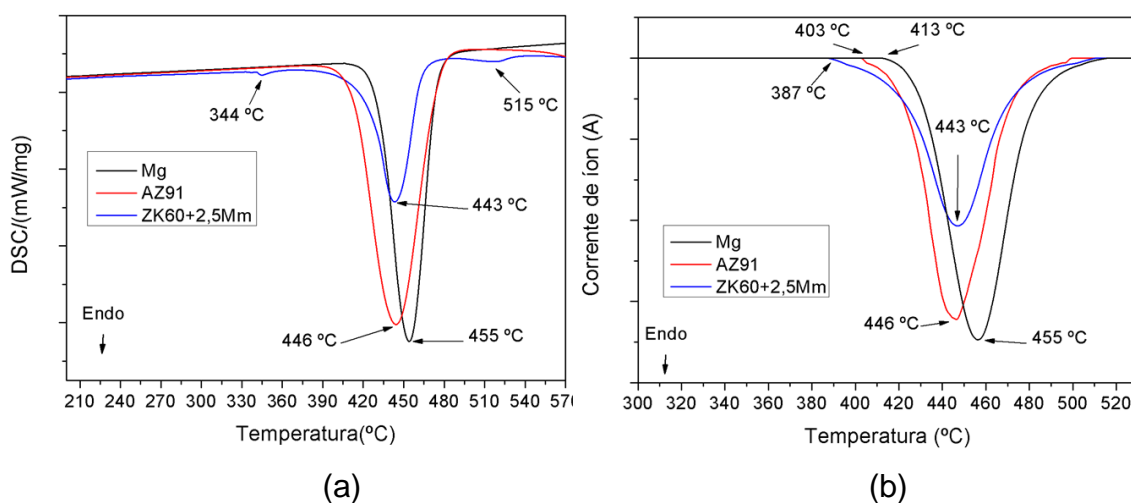 DSC/(mW/mg)
344 ºC
515 ºC
Mg
AZ91
ZK60+2,5Mm
443 ºC
Endo
446 ºC
455 ºC
210 240 270 300 330 360 390 420 450 480 510 540 570
Temperatura(ºC)
(a)
Corrente de íon (A)
403 ºC
413 ºC
387 ºC
443 ºC
Mg
AZ91
ZK60+2,5Mm
446 ºC
Endo
455 ºC
300 320 340 360 380 400 420 440 460 480 500 520
Temperatura (ºC)
(b)